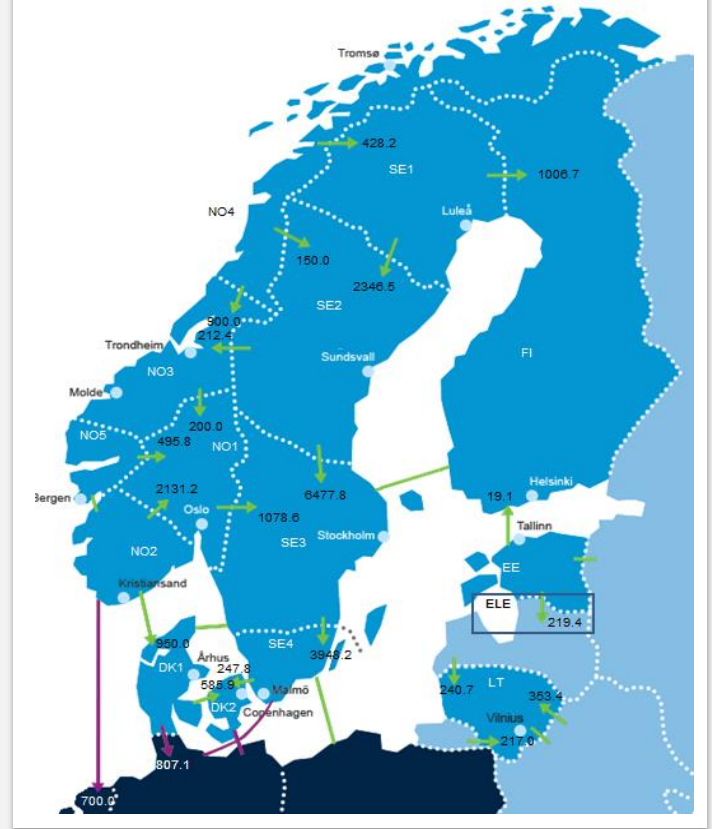 Tromsø
428.2
SE1
1006.7
NO4
Luleå
150.0
2346.5
SE2
900.0
212.4
Trondheim
Sundsvall
FI
NO3
Molde
200.0
NO5
495.8
NO1
2131.2
6477.8
19.1
Helsinki
Bergen
Oslo
1078.6
Stockholm
Tallinn
SE3
NO2
EE
Kristiansand
ELE
219.4
950.0
SE4
3948.2
Århus
DK1
247.8
585.9
Malmö
240.7
LT
353.4
DK2
Copenhagen
Vilnius
217.0
807.1
700.0